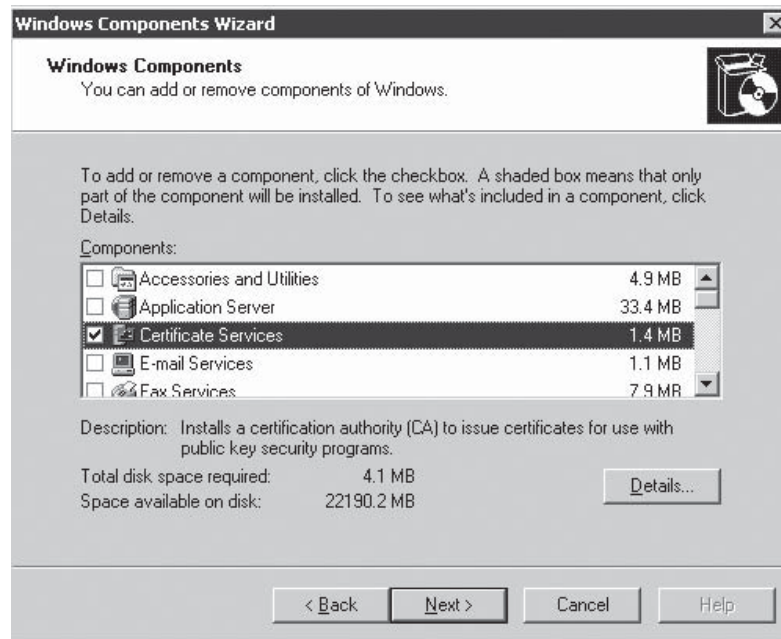 Windows Components Wizard
Windows Components
You can add or remove components of Windows.
To add or remove a component, click the checkbox. A shaded box means that only
part of the component will be installed. To see what's included in a component, click
Details.
Components:
Accessories and Utilities 4.9 MB
Application Server 33.4 MB
Certificate Services 1.4 MB
E-mail Services 1.1 MB
Fax Services 7.9 MB
Description: Installs a certification authority (CA) to issue certificates for use with
public key security programs.
Total disk space required: 4.1 MB
Space available on disk: 22190.2 MB
Details...
< Back Next > Cancel Help